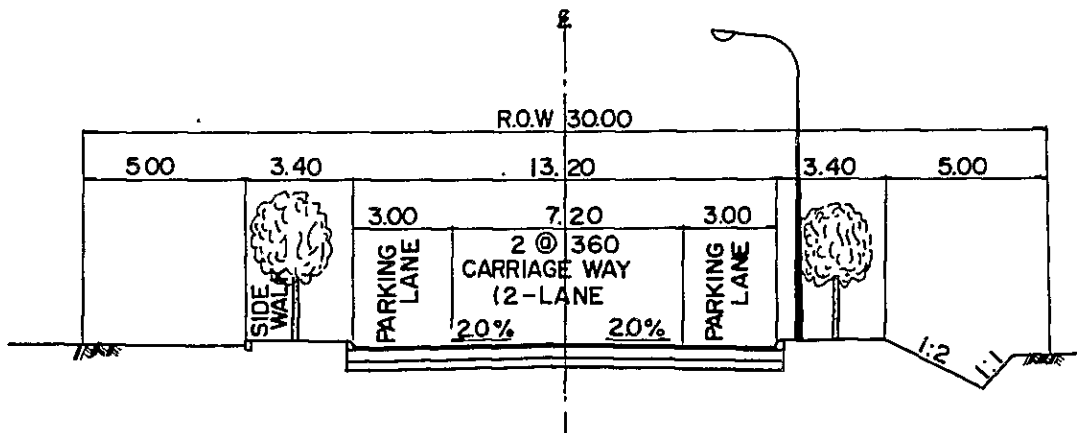 ℄
R.O.W 30.00
5 00 3.40 13.20 3.40 5.00
3.00 7.20 3.00
2 @ 360
CARRIAGE WAY
(2-LANE
SIDE
WALK
PARKING
LANE
PARKING
LANE
2.0% 2.0%
1:2
1:1